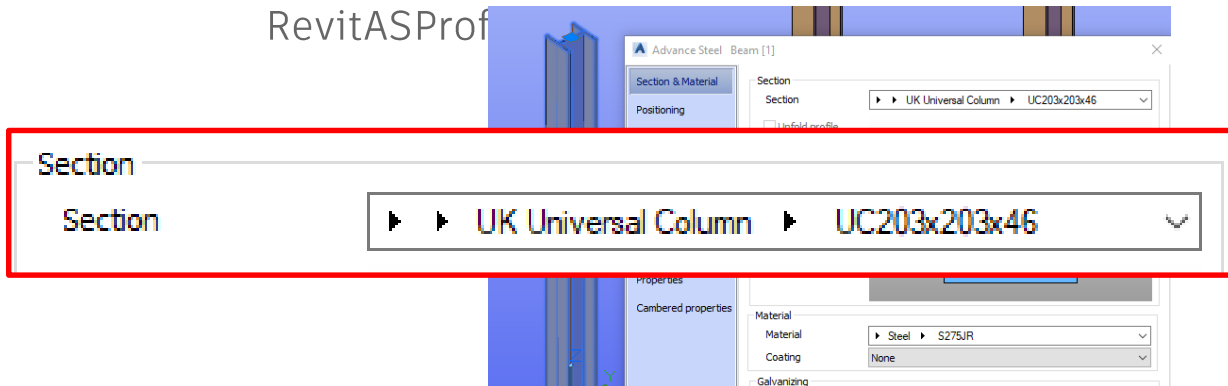 RevitASProf
Advance Steel Beam [1]
Section & Material
Section
Section
UK Universal Column UC203x203x46
Positioning
Unfold profile
Section
Section UK Universal Column UC203x203x46
Properties
Cambered properties
Material
Material Steel S275JR
Coating None
Galvanizing
Z
Y